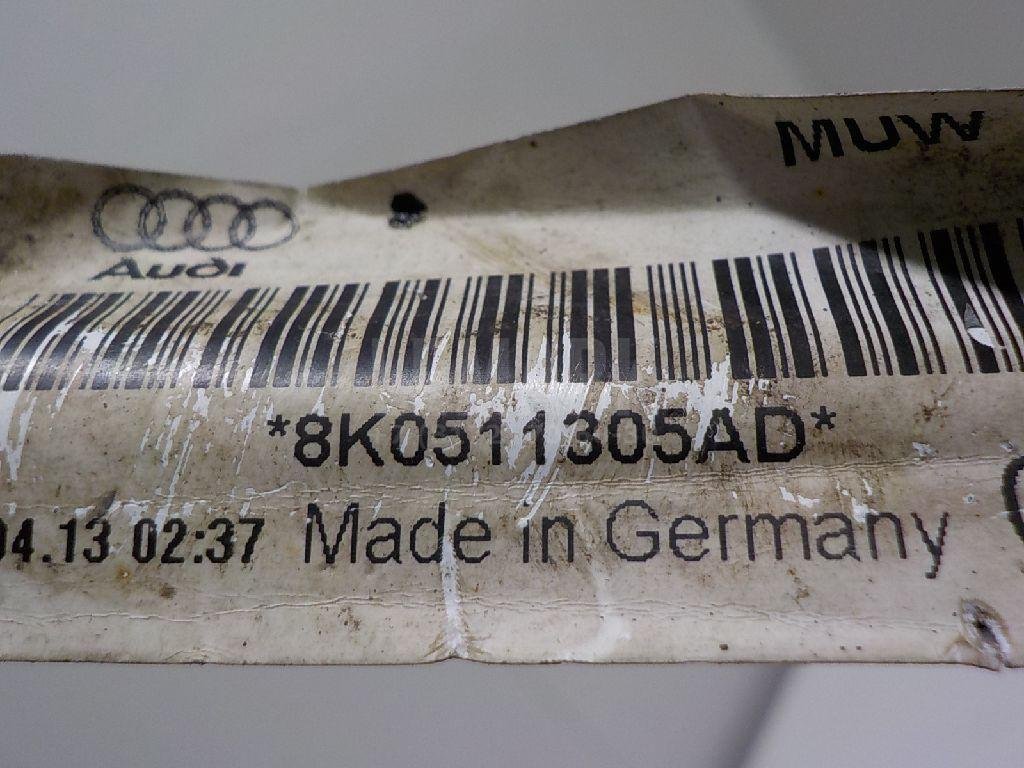 MUW
Audi
*8K0511305AD*
04.13 02:37 Made in Germany